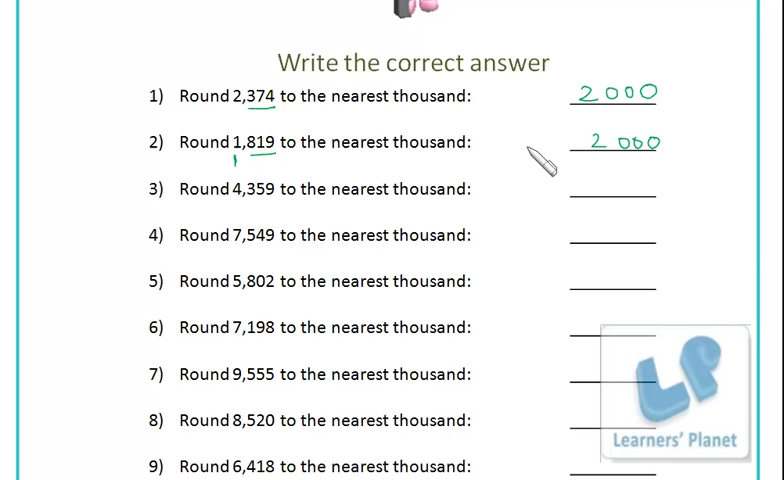 Write the correct answer
1) Round 2,374 to the nearest thousand: 2000
2) Round 1,819 to the nearest thousand: 2000
3) Round 4,359 to the nearest thousand:
4) Round 7,549 to the nearest thousand:
5) Round 5,802 to the nearest thousand:
6) Round 7,198 to the nearest thousand:
7) Round 9,555 to the nearest thousand:
8) Round 8,520 to the nearest thousand:
9) Round 6,418 to the nearest thousand:
LP
Learners' Planet